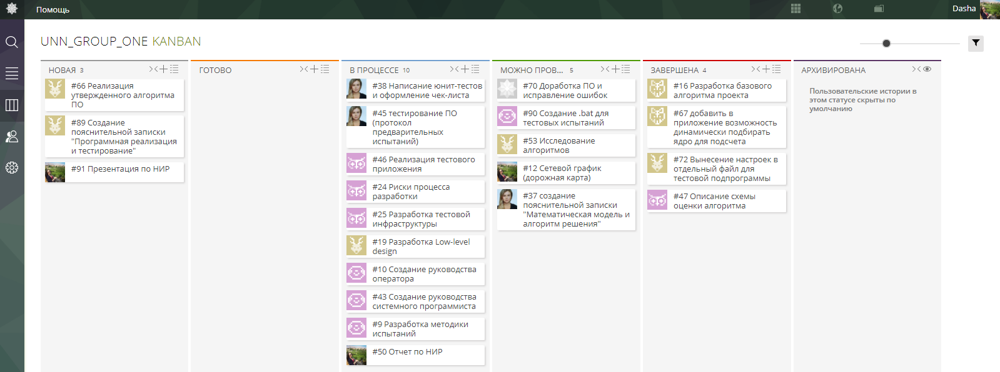 Помощь
Dasha
UNN_GROUP_ONE KANBAN
НОВАЯ 3
#66 Реализация
утвержденного алгоритма
ПО
#89 Создание
пояснительной записки
"Программная реализация
и тестирование"
#91 Презентация по НИР
ГОТОВО
В ПРОЦЕССЕ 10
#38 Написание юнит-тестов
и оформление чек-листа
#45 тестирование ПО
(протокол
предварительных
испытаний)
#46 Реализация тестового
приложения
#24 Риски процесса
разработки
#25 Разработка тестовой
инфраструктуры
#19 Разработка Low-level
design
#10 Создание руководства
оператора
#43 Создание руководства
системного программиста
#9 Разработка методики
испытаний
#50 Отчет по НИР
МОЖНО ПРОВ... 5
#70 Доработка ПО и
исправление ошибок
#90 Создание .bat для
тестовых испытаний
#53 Исследование
алгоритмов
#12 Сетевой график
(дорожная карта)
#37 создание
пояснительной записки
"Математическая модель и
алгоритм решения"
ЗАВЕРШЕНА 4
#16 Разработка базового
алгоритма проекта
#67 добавить в
приложение возможность
динамически подбирать
ядро для подсчета
#72 Вынесение настроек в
отдельный файл для
тестовой подпрограммы
#47 Описание схемы
оценки алгоритма
АРХИВИРОВАНА
Пользовательские истории в
этом статусе скрыты по
умолчанию